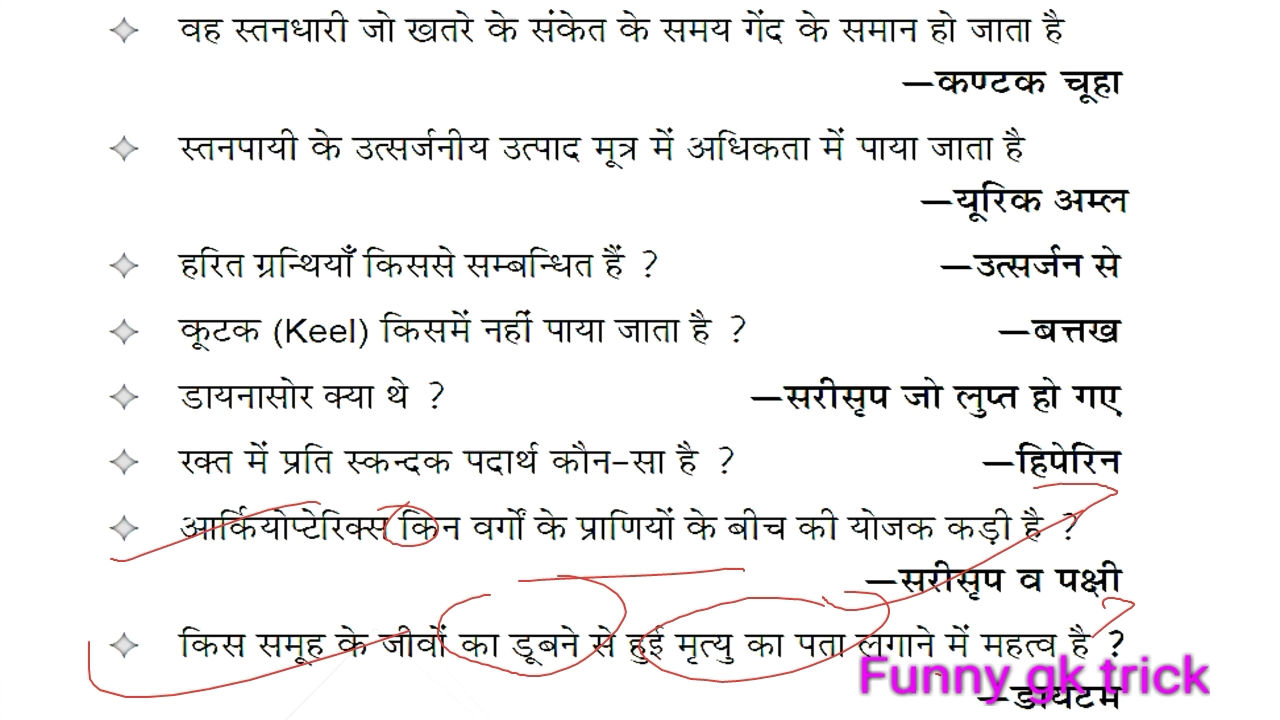 वह स्तनधारी जो खतरे के संकेत के समय गेंद के समान हो जाता है
—कण्टक चूहा
स्तनपायी के उत्सर्जनीय उत्पाद मूत्र में अधिकता में पाया जाता है
—यूरिक अम्ल
हरित ग्रन्थियाँ किससे सम्बन्धित हैं ? —उत्सर्जन से
कूटक (Keel) किसमें नहीं पाया जाता है ? —बत्तख
डायनासोर क्या थे ? —सरीसृप जो लुप्त हो गए
रक्त में प्रति स्कन्दक पदार्थ कौन-सा है ? —हिपेरिन
आर्कियोप्टेरिक्स किन वर्गों के प्राणियों के बीच की योजक कड़ी है ?
—सरीसृप व पक्षी
किस समूह के जीवों का डूबने से हुई मृत्यु का पता लगाने में महत्व है ?
Funny gk trick
—डायटम